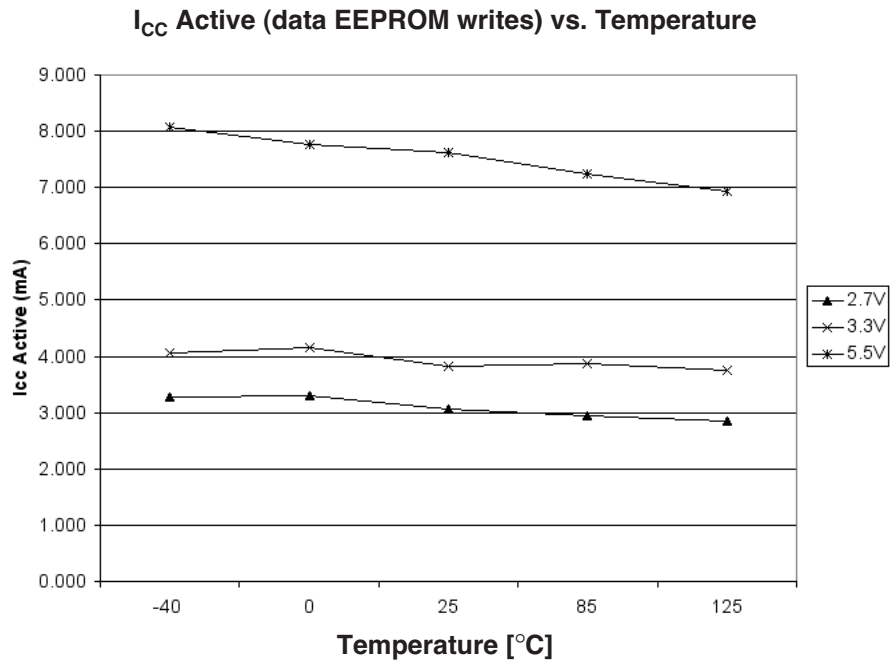 I_CC Active (data EEPROM writes) vs. Temperature
9.000
8.000
7.000
6.000
5.000
4.000
3.000
2.000
1.000
0.000
Icc Active (mA)
2.7V
3.3V
5.5V
-40 0 25 85 125
Temperature [°C]